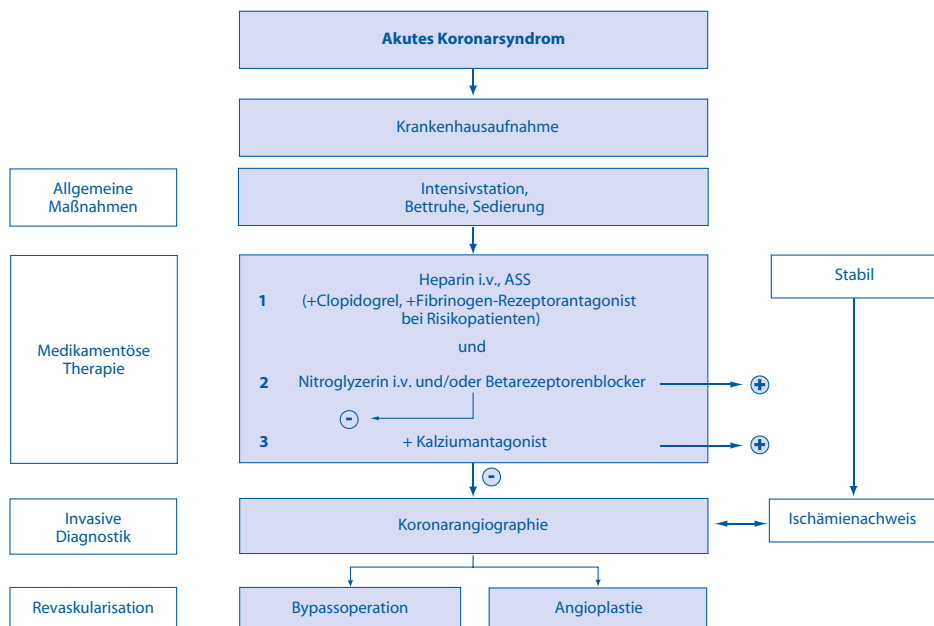 Akutes Koronarsyndrom
Krankenhausaufnahme
Allgemeine
Maßnahmen
Intensivstation,
Bettruhe, Sedierung
Medikamentöse
Therapie
Heparin i.v., ASS
1 (+Clopidogrel, +Fibrinogen-Rezeptorantagonist
bei Risikopatienten)
und
2 Nitroglyzerin i.v. und/oder Betarezeptorenblocker +
-
3 + Kalziumantagonist +
-
Stabil
Invasive
Diagnostik
Koronarangiographie
Ischämienachweis
Revaskularisation
Bypassoperation
Angioplastie